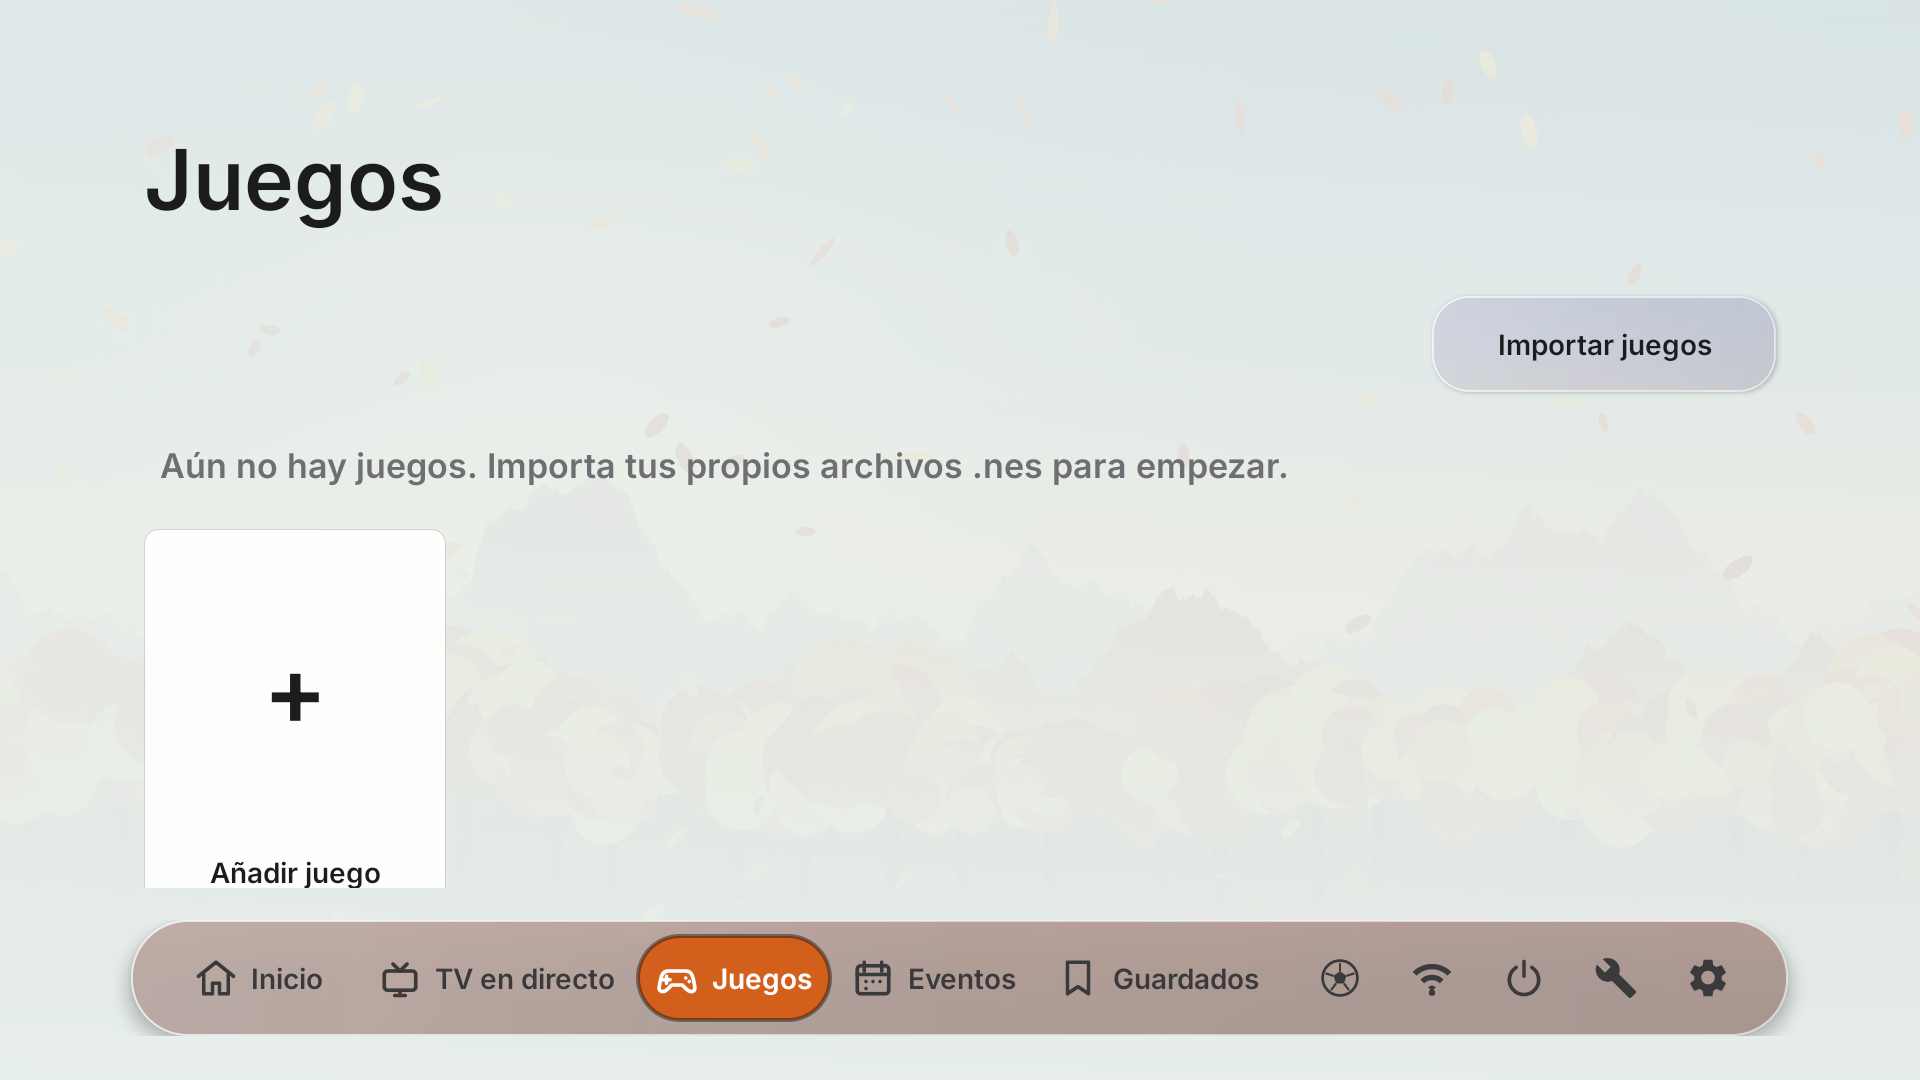 Juegos
Importar juegos
Aún no hay juegos. Importa tus propios archivos .nes para empezar.
+
Añadir juego
Inicio
TV en directo
Juegos
Eventos
Guardados